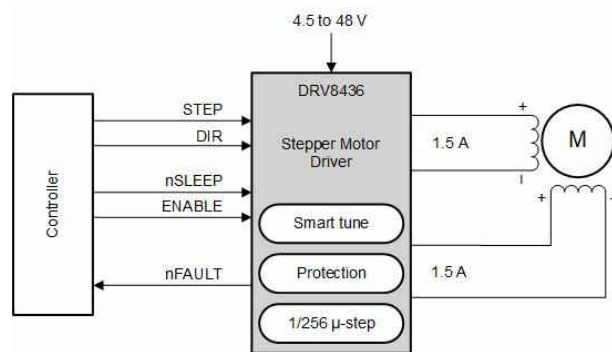 4.5 to 48 V
DRV8436
Stepper Motor
Driver
Controller
STEP
DIR
nSLEEP
ENABLE
nFAULT
Smart tune
Protection
1/256 µ-step
+
1.5 A
–
M
+
-
1.5 A